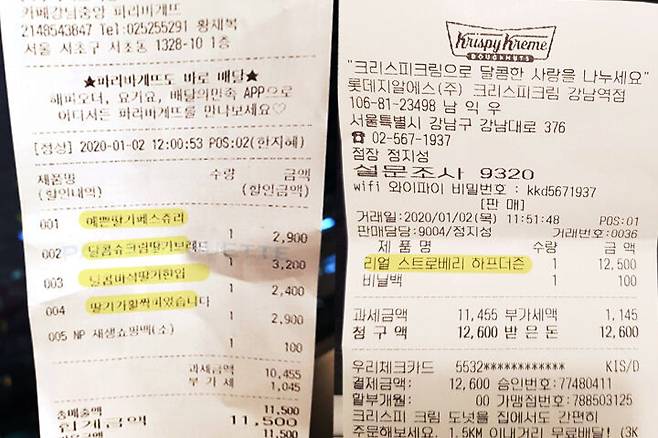 카페강남중앙 파리바게뜨
2148543847 Tel:025255291 황재복
서울 서초구 서초동 1328-10 1층
★파리바게뜨도 바로 배달★
해피오더, 요기요, 배달의민족 APP으로
어디서든 파리바게뜨를 만나보세요♡
[정상] 2020-01-02 12:00:53 POS:02(한지혜)
제품명 수량 금액
(할인내역) (할인금액)
001 예쁜딸기페스츄리
1 2,900
002 달콤슈크림딸기브레드
1 3,200
003 달콤바삭딸기한입
1 2,400
004 딸기가활짝피었습니다
1 2,900
005 NP 재생쇼핑백(소)
1 100
과세금액 10,455
부가세 1,045
총매출액 11,500
합계금액 11,500
11,500
Krispy Kreme
DOUGHNUTS
"크리스피크림으로 달콤한 사랑을 나누세요"
롯데지알에스(주) 크리스피크림 강남역점
106-81-23498 남 익 우
서울특별시 강남구 강남대로 376
☎ 02-567-1937
점장 정지성
설문조사 9320
wifi 와이파이 비밀번호 : kkd5671937
[판 매]
거래일:2020/01/02(목) 11:51:48 POS:01
판매담당:9004/정지성 거래번호:0036
제 품 명 수량 금 액
리얼 스트로베리 하프더즌 1 12,500
비닐백 1 100
과세금액 11,455 부가세액 1,145
청 구 액 12,600 받 은 돈 12,600
우리체크카드 5532************ KIS/D
결제금액: 12,600 승인번호:77480411
할부개월: 00 가맹점번호:788503125
크리스피 크림 도넛을 집에서도 간편히
주문해보세요. 1.5KM 이내거리 무료배달! (3K